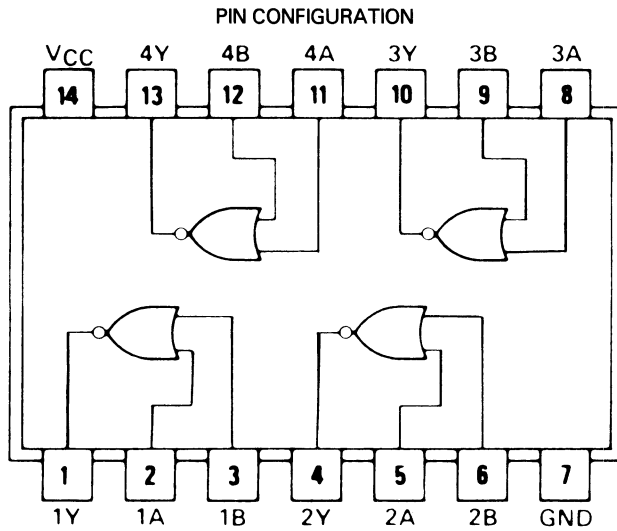 PIN CONFIGURATION
VCC 4Y 4B 4A 3Y 3B 3A
14 13 12 11 10 9 8
1 2 3 4 5 6 7
1Y 1A 1B 2Y 2A 2B GND